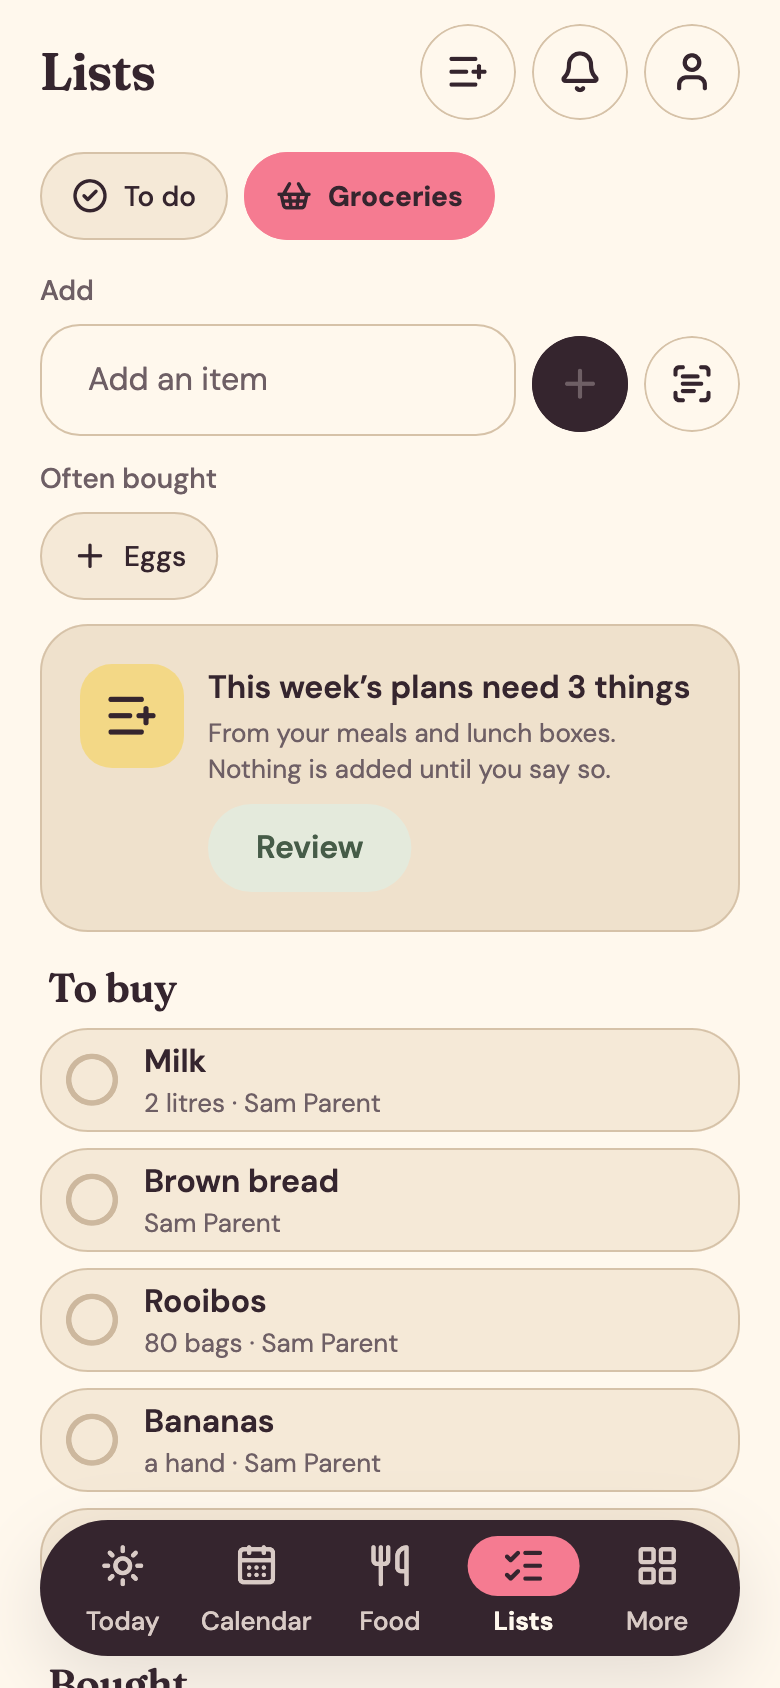 Lists
To do
Groceries
Add
Add an item
Often bought
Eggs
This week’s plans need 3 things
From your meals and lunch boxes.
Nothing is added until you say so.
Review
To buy
Milk
2 litres · Sam Parent
Brown bread
Sam Parent
Rooibos
80 bags · Sam Parent
Bananas
a hand · Sam Parent
Today
Calendar
Food
Lists
More
Bought